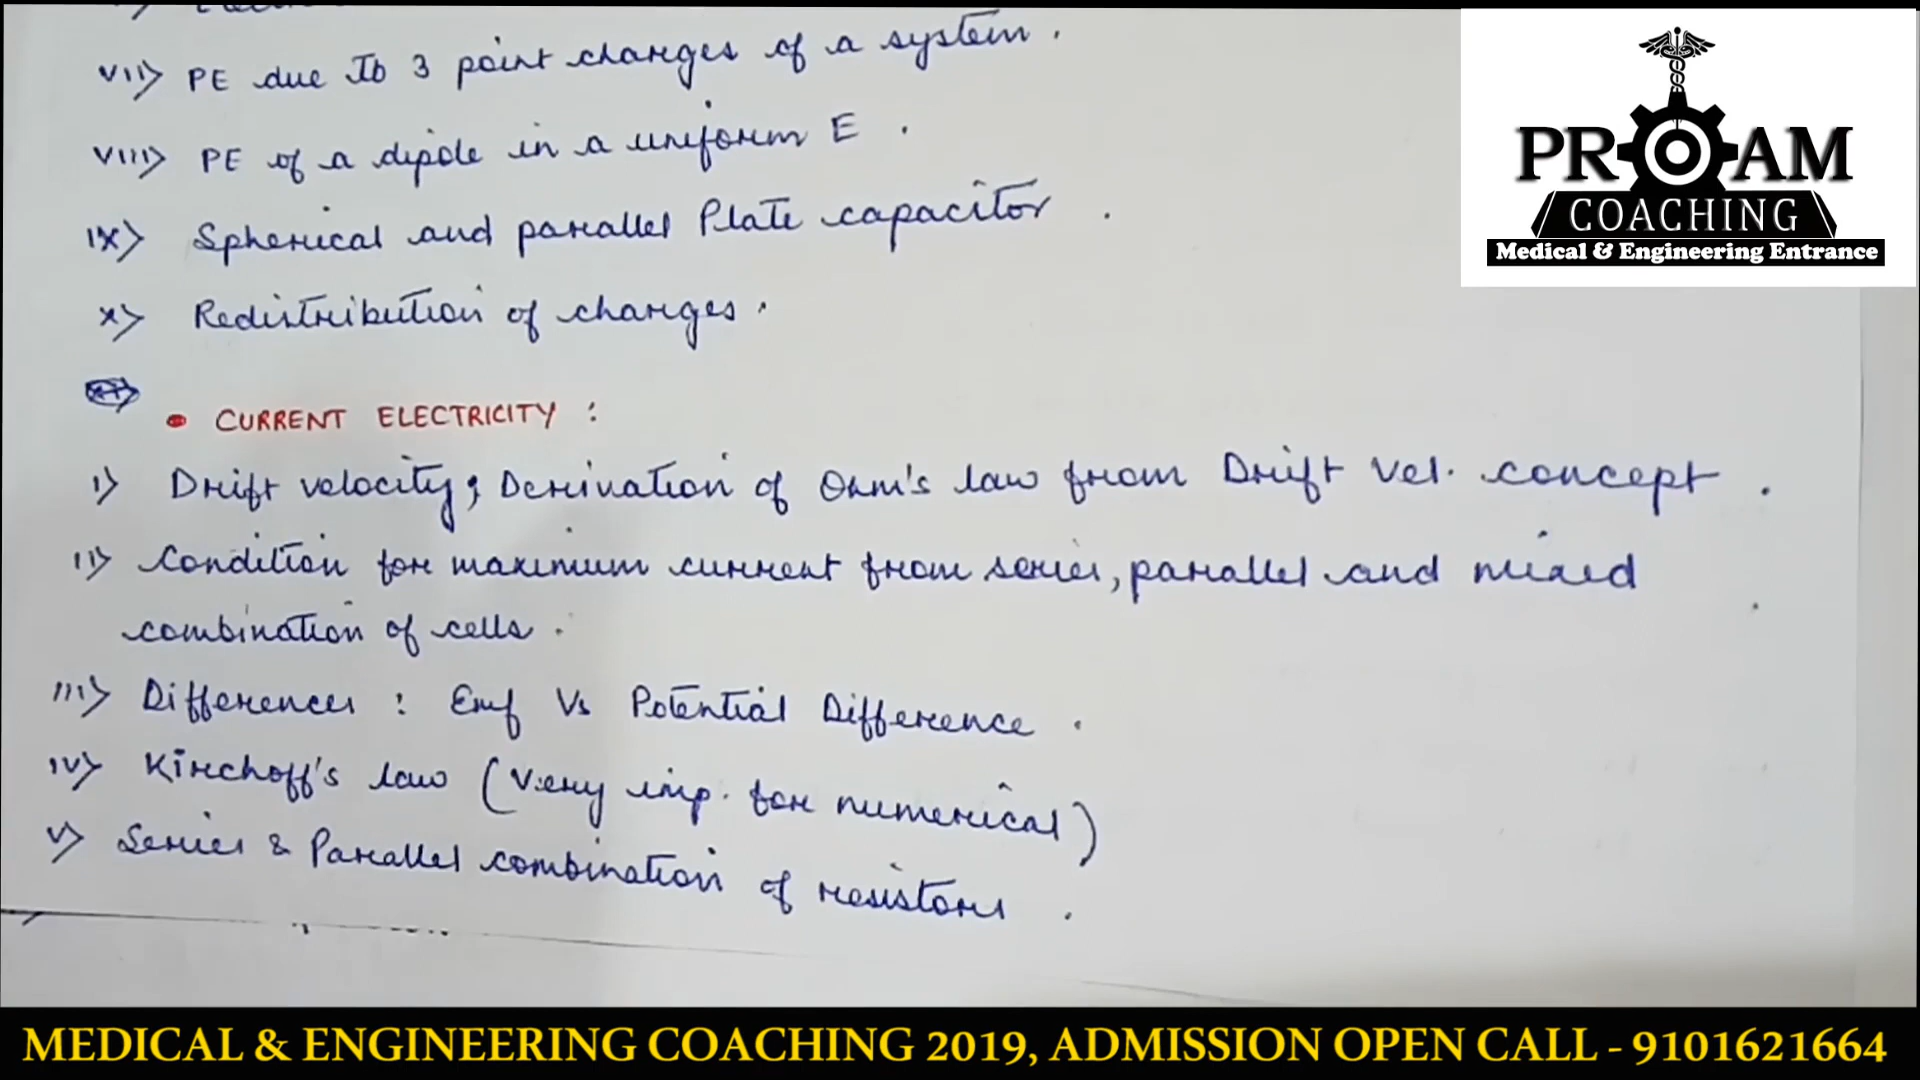 VII> PE due to 3 point charges of a system.
VIII> PE of a dipole in a uniform E.
IX> Spherical and parallel Plate capacitor.
X> Redistribution of charges.
• CURRENT ELECTRICITY :
I> Drift velocity; Derivation of Ohm's law from Drift Vel. concept.
II> Condition for maximum current from series, parallel and mixed
combination of cells.
III> Differences : Emf Vs Potential Difference.
IV> Kirchoff's law (Very imp. for numerical)
V> Series & Parallel combination of resistors.
PROAM
COACHING
Medical & Engineering Entrance
MEDICAL & ENGINEERING COACHING 2019, ADMISSION OPEN CALL - 9101621664